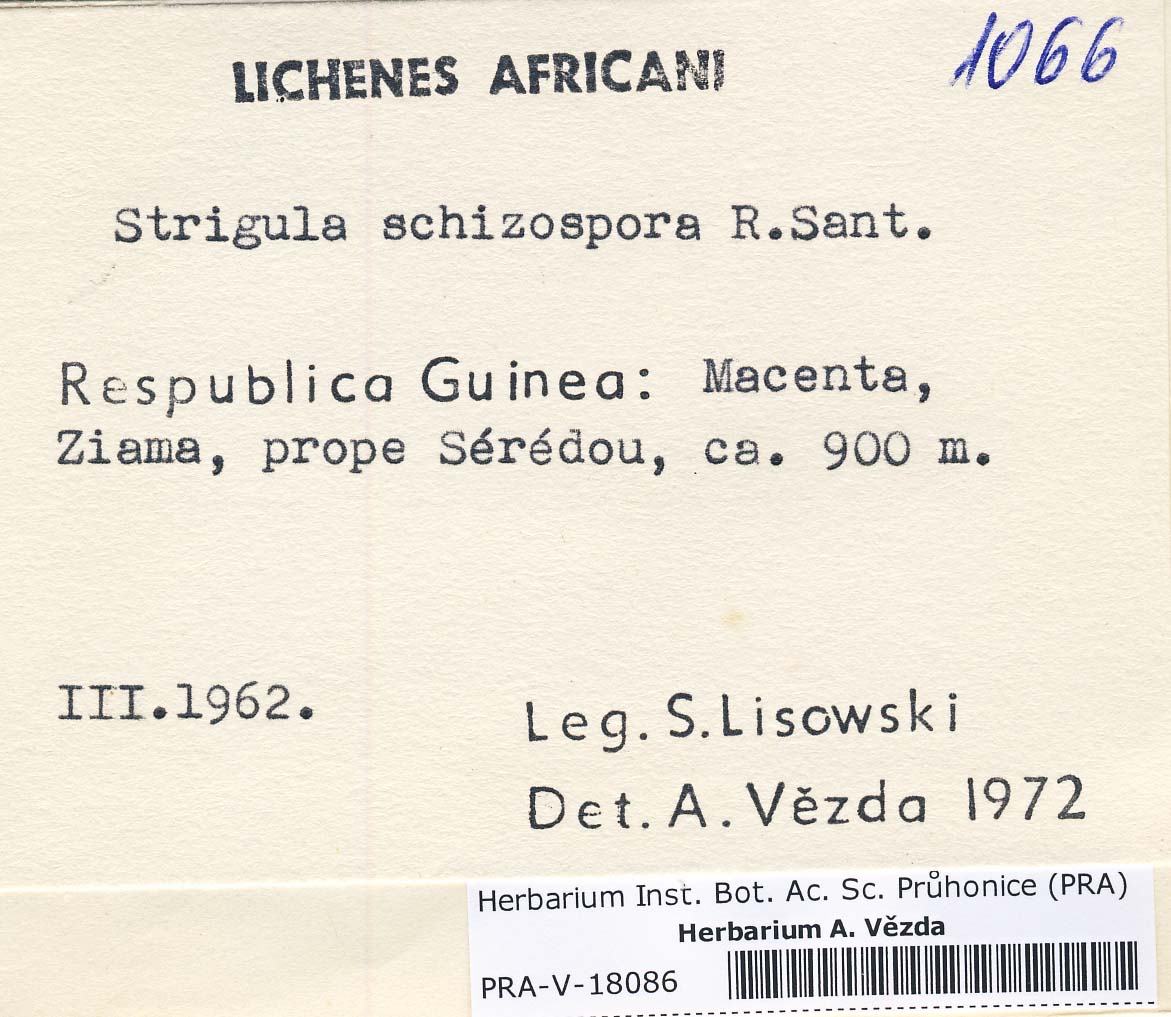 1066
LICHENES AFRICANI
Strigula schizospora R.Sant.
Respublica Guinea: Macenta,
Ziama, prope Sérédou, ca. 900 m.
III.1962.
Leg. S. Lisowski
Det. A. Vězda 1972
Herbarium Inst. Bot. Ac. Sc. Průhonice (PRA)
Herbarium A. Vězda
PRA-V-18086